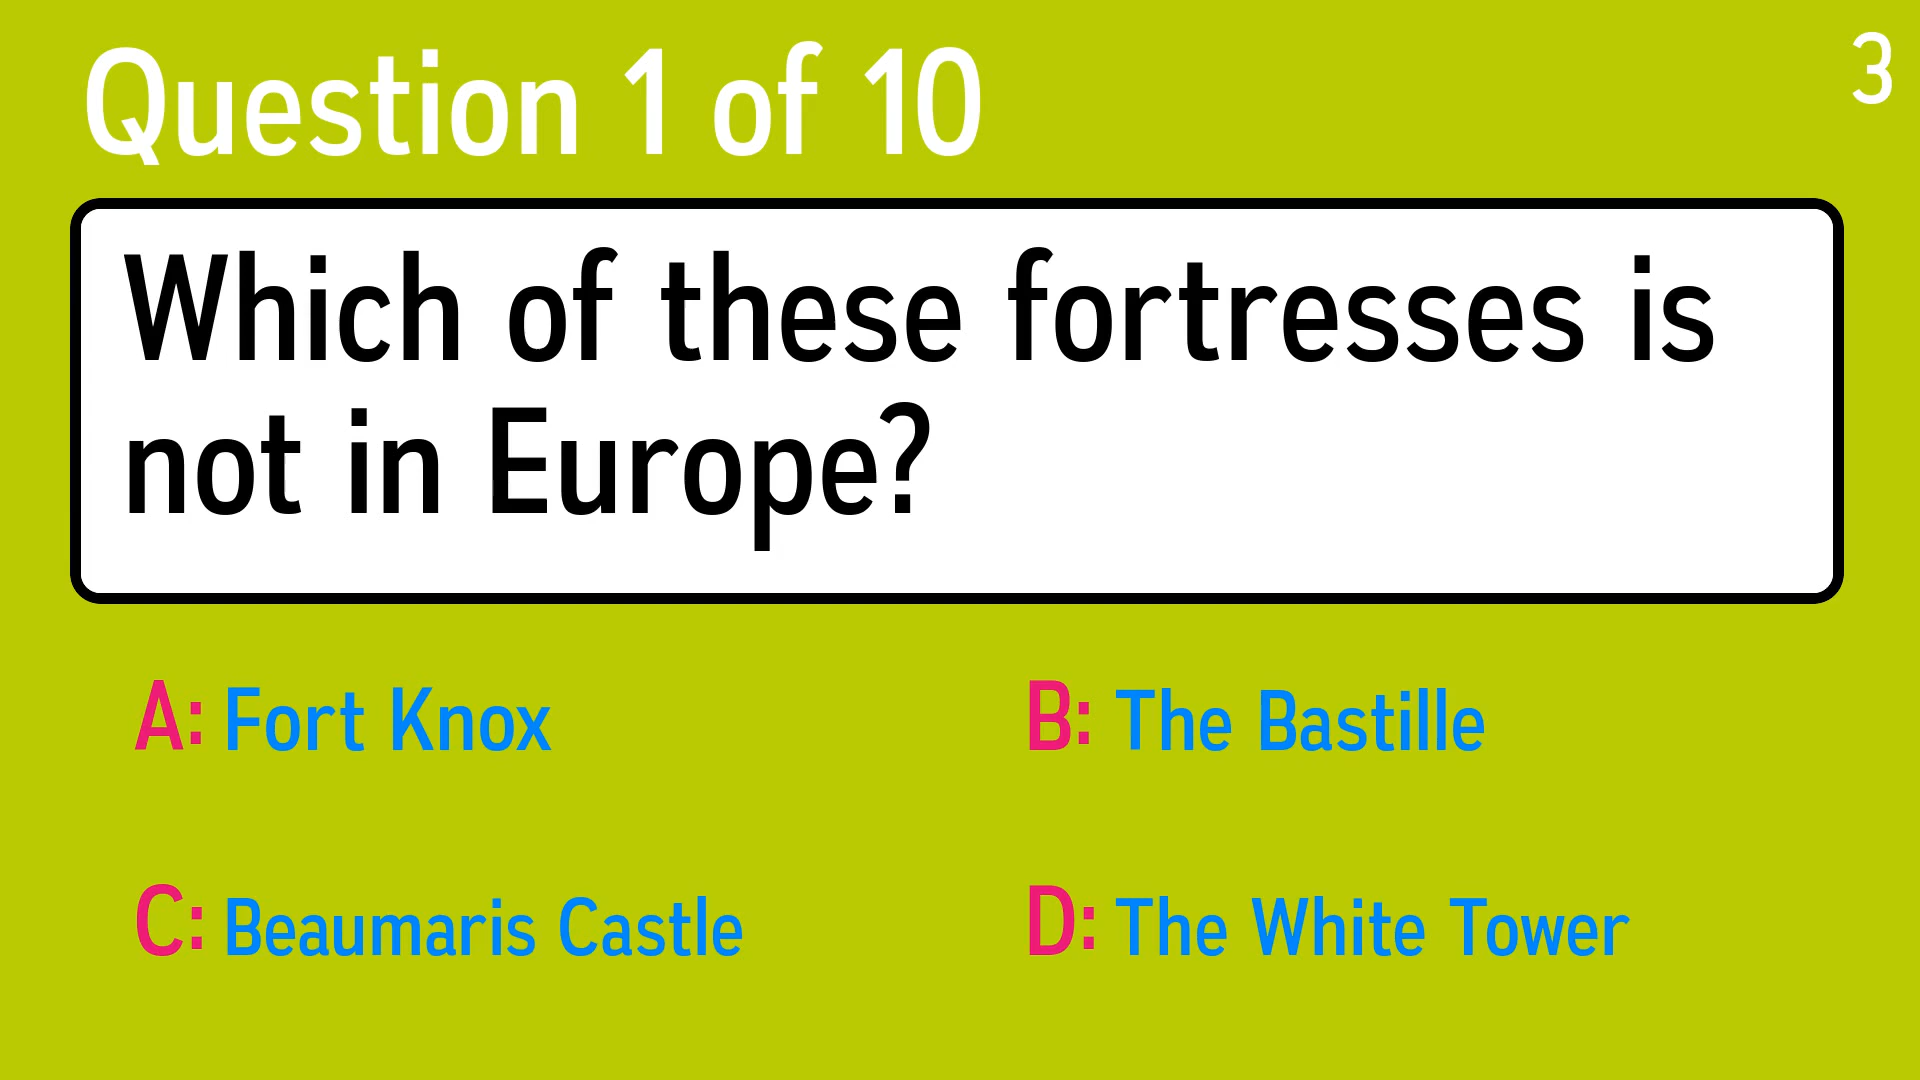 Question 1 of 10
3
Which of these fortresses is
not in Europe?
A: Fort Knox
B: The Bastille
C: Beaumaris Castle
D: The White Tower